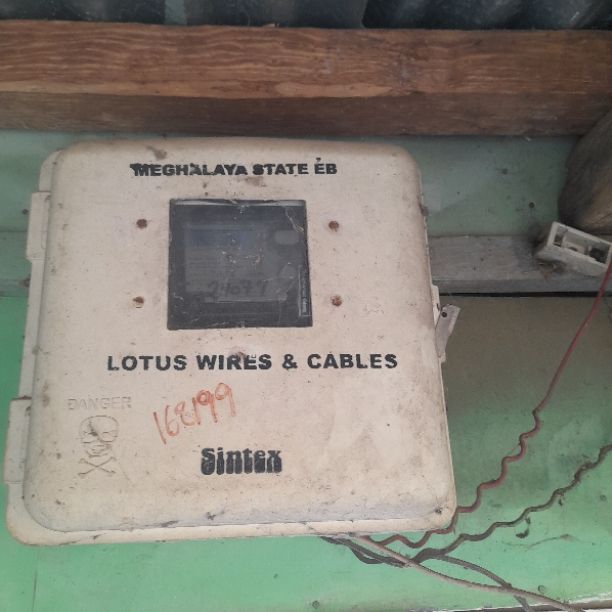 MEGHALAYA STATE EB
LOTUS WIRES & CABLES
DANGER
168199
Sintex